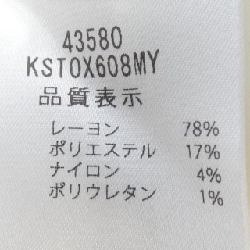 43580
KSTOX608MY
品質表示
レーヨン 78%
ポリエステル 17%
ナイロン 4%
ポリウレタン 1%